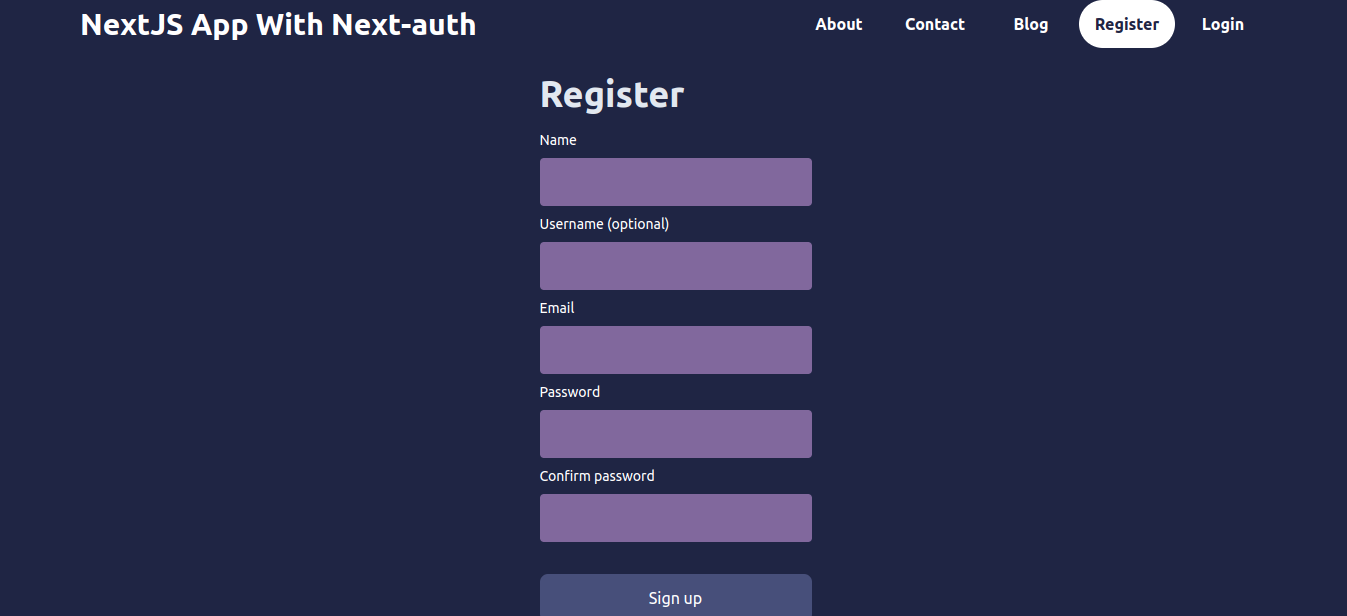 NextJS App With Next-auth About Contact Blog Register Login
Register
Name
Username (optional)
Email
Password
Confirm password
Sign up